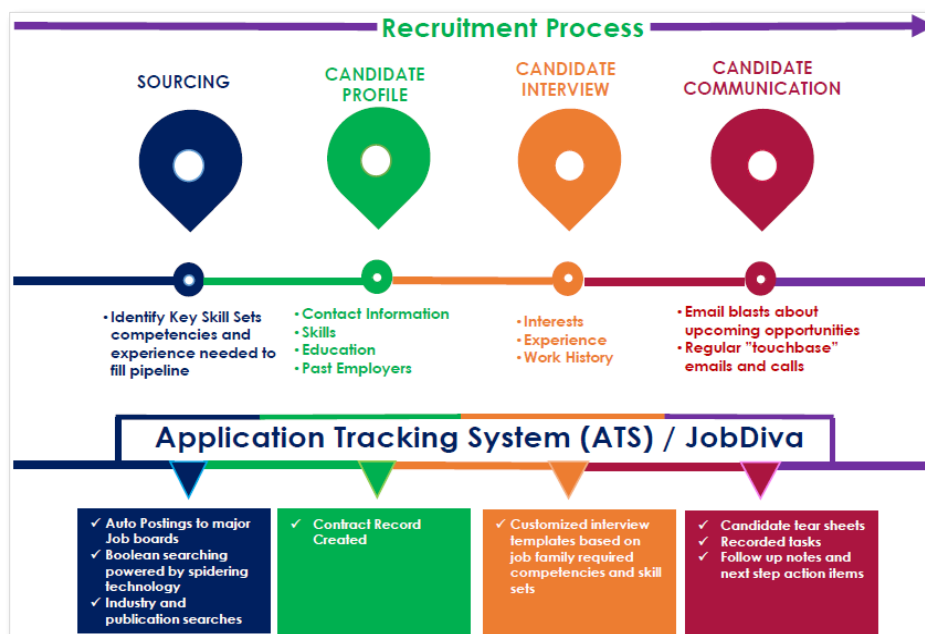 Recruitment Process
SOURCING
CANDIDATE
PROFILE
CANDIDATE
INTERVIEW
CANDIDATE
COMMUNICATION
• Identify Key Skill Sets
competencies and
experience needed to
fill pipeline
• Contact Information
• Skills
• Education
• Past Employers
• Interests
• Experience
• Work History
• Email blasts about
upcoming opportunities
• Regular "touchbase"
emails and calls
Application Tracking System (ATS) / JobDiva
✓ Auto Postings to major
Job boards
✓ Boolean searching
powered by spidering
technology
✓ Industry and
publication searches
✓ Contract Record
Created
✓ Customized interview
templates based on
job family required
competencies and skill
sets
✓ Candidate tear sheets
✓ Recorded tasks
✓ Follow up notes and
next step action items